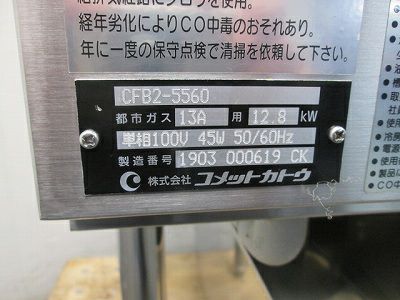 経年劣化によりCO中毒のおそれあり。
年に一度の保守点検で清掃を依頼して下さい。
CFB2-5560
都市ガス 13A 用 12.8 kW
単相100V 45W 50/60Hz
製造番号 1903 000619 CK
株式会社 コメットカトウ